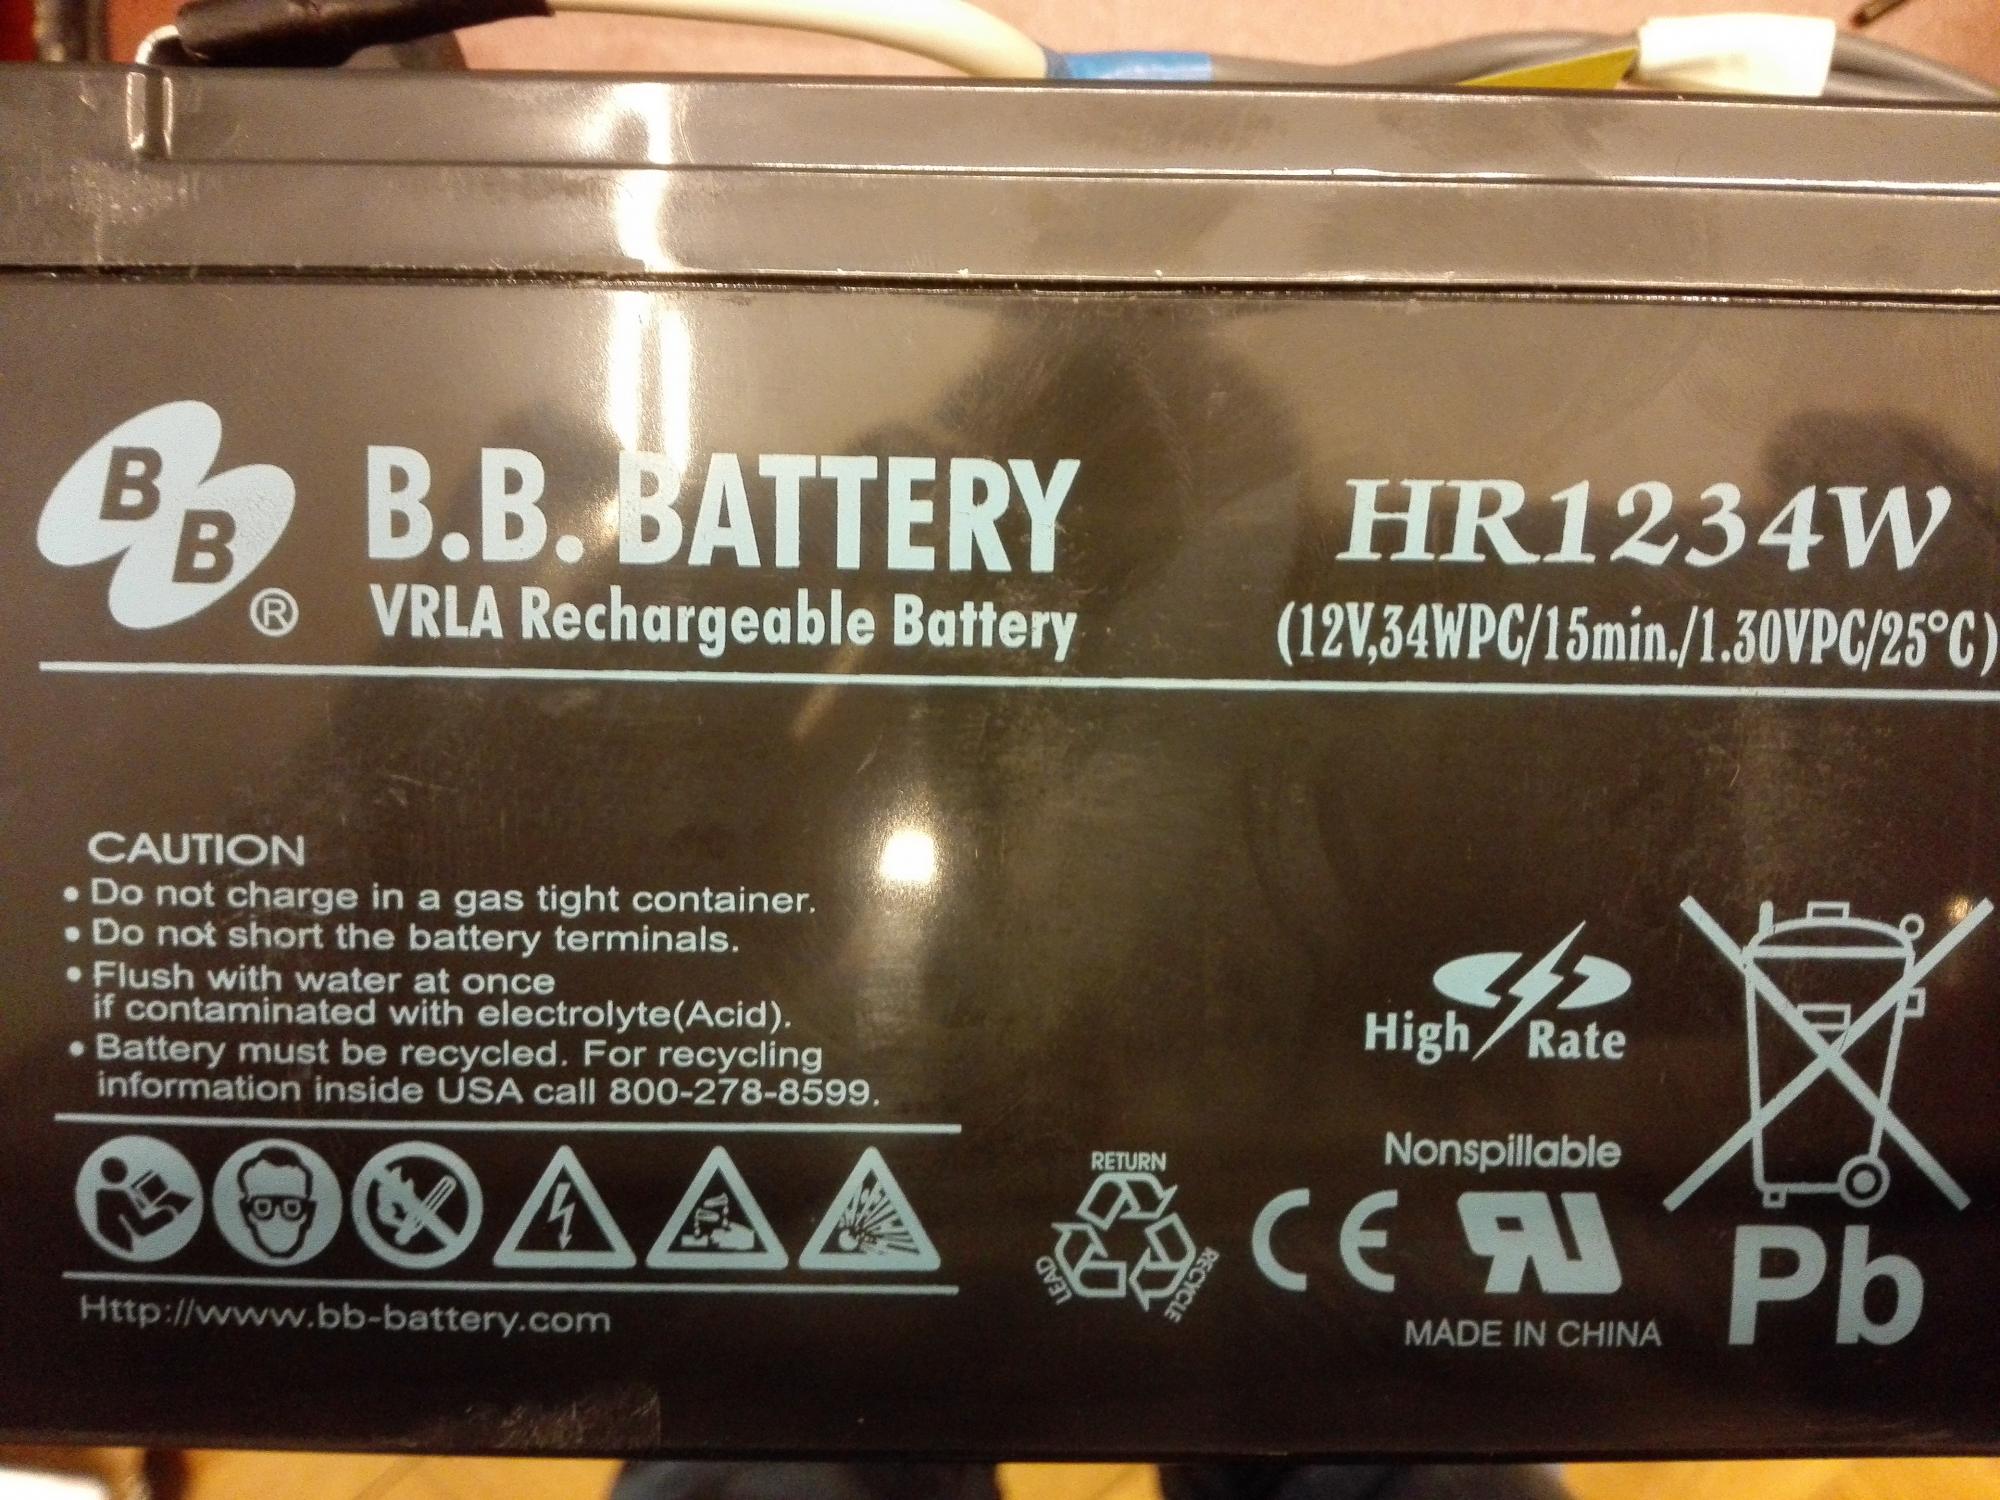 B
B
®
B.B. BATTERY
VRLA Rechargeable Battery
HR1234W
(12V,34WPC/15min./1.30VPC/25°C)
CAUTION
• Do not charge in a gas tight container.
• Do not short the battery terminals.
• Flush with water at once
if contaminated with electrolyte(Acid).
• Battery must be recycled. For recycling
information inside USA call 800-278-8599.
Http://www.bb-battery.com
RETURN
RECYCLE
LEAD
High Rate
Nonspillable
CE
RU
MADE IN CHINA
Pb